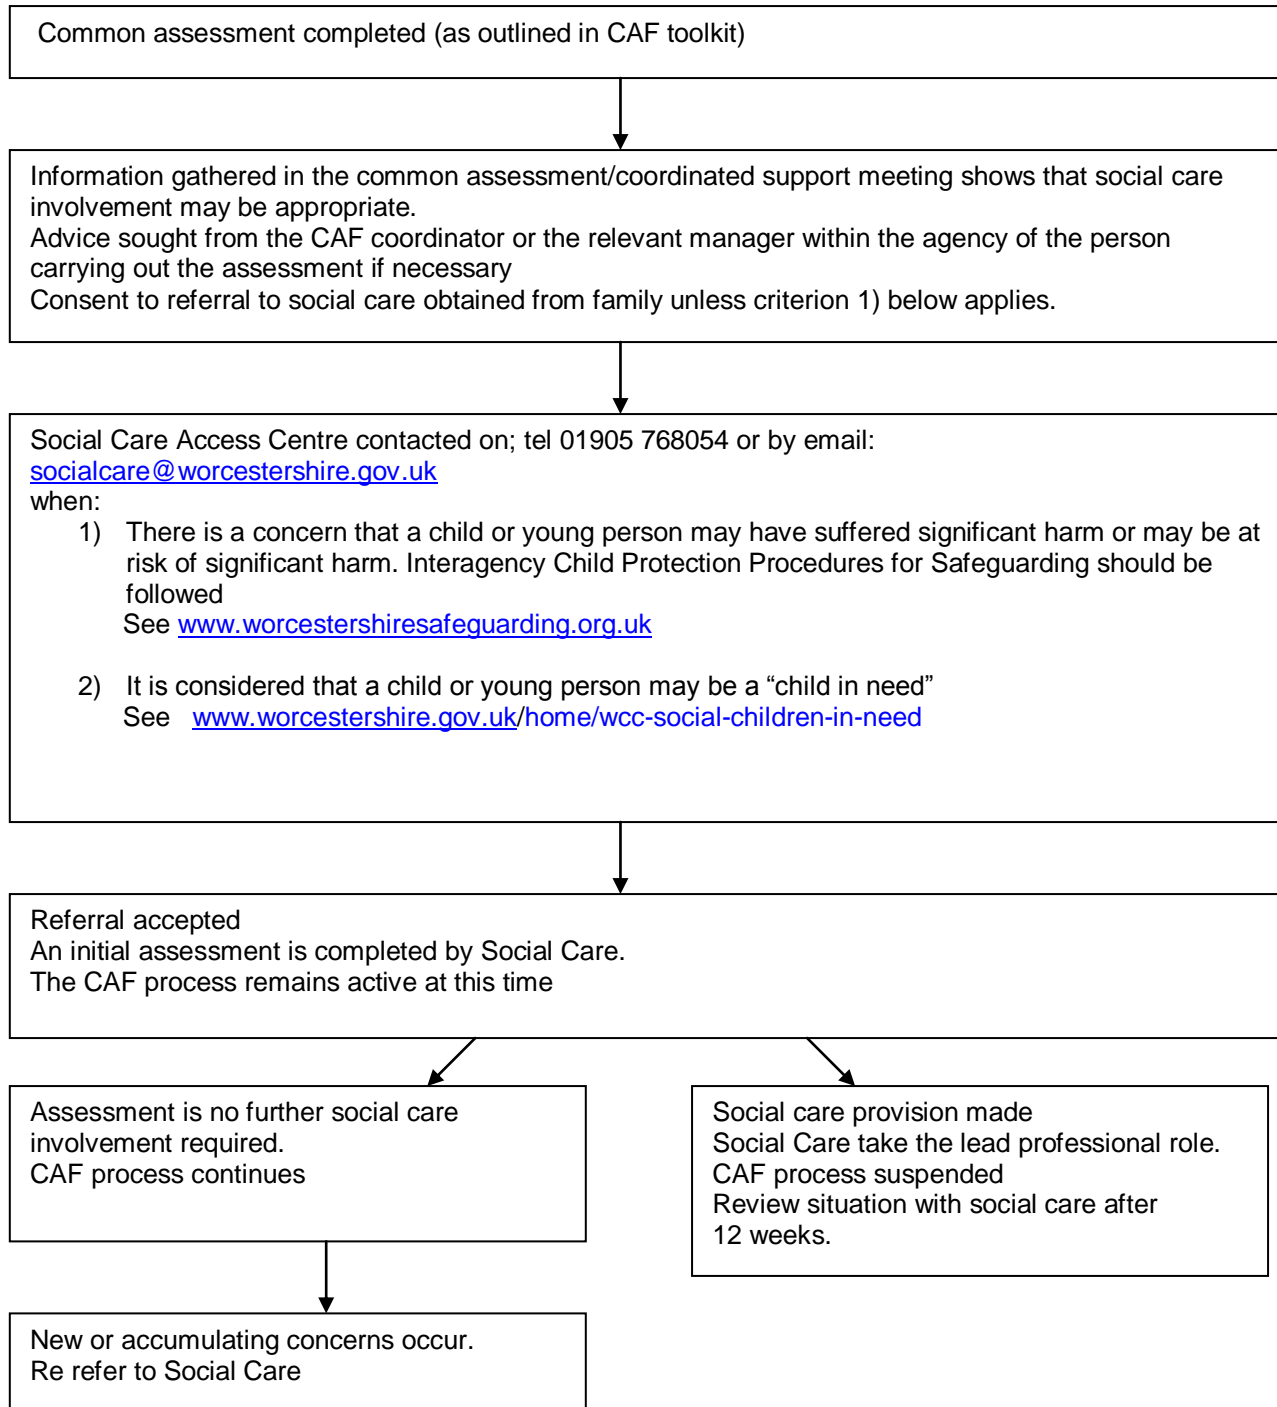 Common assessment completed (as outlined in CAF toolkit)
Information gathered in the common assessment/coordinated support meeting shows that social care
involvement may be appropriate.
Advice sought from the CAF coordinator or the relevant manager within the agency of the person
carrying out the assessment if necessary
Consent to referral to social care obtained from family unless criterion 1) below applies.
Social Care Access Centre contacted on; tel 01905 768054 or by email:
socialcare@worcestershire.gov.uk
when:
1) There is a concern that a child or young person may have suffered significant harm or may be at
risk of significant harm. Interagency Child Protection Procedures for Safeguarding should be
followed
See www.worcestershiresafeguarding.org.uk
2) It is considered that a child or young person may be a “child in need”
See www.worcestershire.gov.uk/home/wcc-social-children-in-need
Referral accepted
An initial assessment is completed by Social Care.
The CAF process remains active at this time
Assessment is no further social care
involvement required.
CAF process continues
Social care provision made
Social Care take the lead professional role.
CAF process suspended
Review situation with social care after
12 weeks.
New or accumulating concerns occur.
Re refer to Social Care